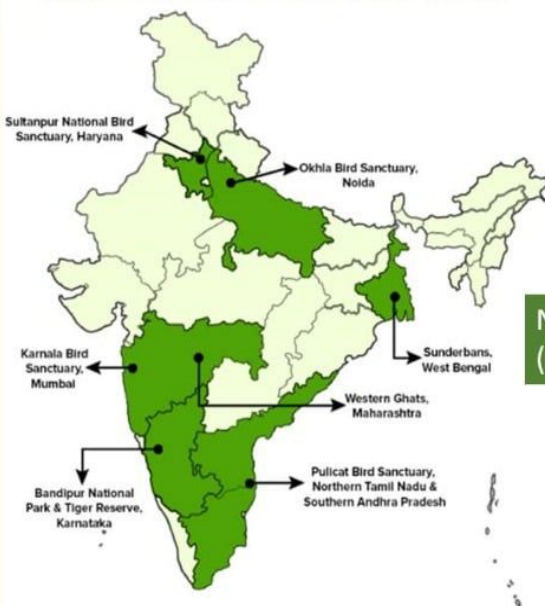 Sultanpur National Bird
Sanctuary, Haryana
Okhla Bird Sanctuary,
Noida
Karnala Bird
Sanctuary,
Mumbai
Sunderbans,
West Bengal
N
(
Western Ghats,
Maharashtra
Bandipur National
Park & Tiger Reserve,
Karnataka
Pulicat Bird Sanctuary,
Northern Tamil Nadu &
Southern Andhra Pradesh